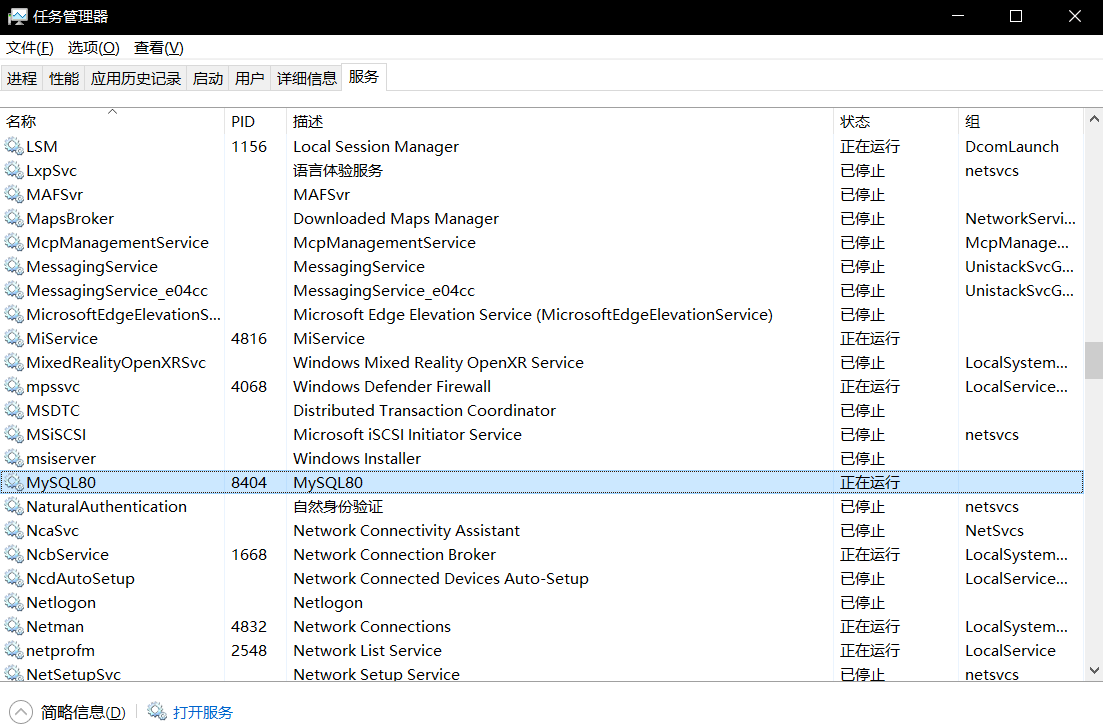 任务管理器
文件(F) 选项(O) 查看(V)
进程 性能 应用历史记录 启动 用户 详细信息 服务
名称 PID 描述 状态 组
LSM 1156 Local Session Manager 正在运行 DcomLaunch
LxpSvc 语言体验服务 已停止 netsvcs
MAFSvr MAFSvr 已停止
MapsBroker Downloaded Maps Manager 已停止 NetworkServi...
McpManagementService McpManagementService 已停止 McpManage...
MessagingService MessagingService 已停止 UnistackSvcG...
MessagingService_e04cc MessagingService_e04cc 已停止 UnistackSvcG...
MicrosoftEdgeElevationS... Microsoft Edge Elevation Service (MicrosoftEdgeElevationService) 已停止
MiService 4816 MiService 正在运行
MixedRealityOpenXRSvc Windows Mixed Reality OpenXR Service 已停止 LocalSystem...
mpssvc 4068 Windows Defender Firewall 正在运行 LocalService...
MSDTC Distributed Transaction Coordinator 已停止
MSiSCSI Microsoft iSCSI Initiator Service 已停止 netsvcs
msiserver Windows Installer 已停止
MySQL80 8404 MySQL80 正在运行
NaturalAuthentication 自然身份验证 已停止 netsvcs
NcaSvc Network Connectivity Assistant 已停止 NetSvcs
NcbService 1668 Network Connection Broker 正在运行 LocalSystem...
NcdAutoSetup Network Connected Devices Auto-Setup 已停止 LocalService...
Netlogon Netlogon 已停止
Netman 4832 Network Connections 正在运行 LocalSystem...
netprofm 2548 Network List Service 正在运行 LocalService
NetSetupSvc Network Setup Service 已停止 netsvcs
简略信息(D) 打开服务